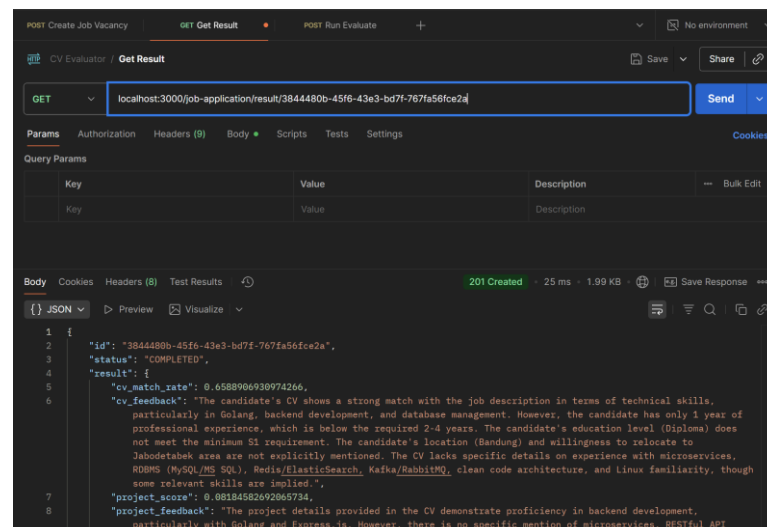 POST Create Job Vacancy GET Get Result POST Run Evaluate + No environment
HTTP CV Evaluator / Get Result Save Share
GET localhost:3000/job-application/result/3844480b-45f6-43e3-bd7f-767fa56fce2a Send
Params Authorization Headers (9) Body Scripts Tests Settings Cookies
Query Params
Key Value Description ••• Bulk Edit
Key Value Description
Body Cookies Headers (8) Test Results 201 Created • 25 ms • 1.99 KB • Save Response •••
{} JSON Preview Visualize
1 {
2 "id": "3844480b-45f6-43e3-bd7f-767fa56fce2a",
3 "status": "COMPLETED",
4 "result": {
5 "cv_match_rate": 0.6588906930974266,
6 "cv_feedback": "The candidate's CV shows a strong match with the job description in terms of technical skills,
particularly in Golang, backend development, and database management. However, the candidate has only 1 year of
professional experience, which is below the required 2-4 years. The candidate's education level (Diploma) does
not meet the minimum S1 requirement. The candidate's location (Bandung) and willingness to relocate to
Jabodetabek area are not explicitly mentioned. The CV lacks specific details on experience with microservices,
RDBMS (MySQL/MS SQL), Redis/ElasticSearch, Kafka/RabbitMQ, clean code architecture, and Linux familiarity, though
some relevant skills are implied.",
7 "project_score": 0.08184582692065734,
8 "project_feedback": "The project details provided in the CV demonstrate proficiency in backend development,
particularly with Golang and Express.js. However, there is no specific mention of microservices, RESTful API